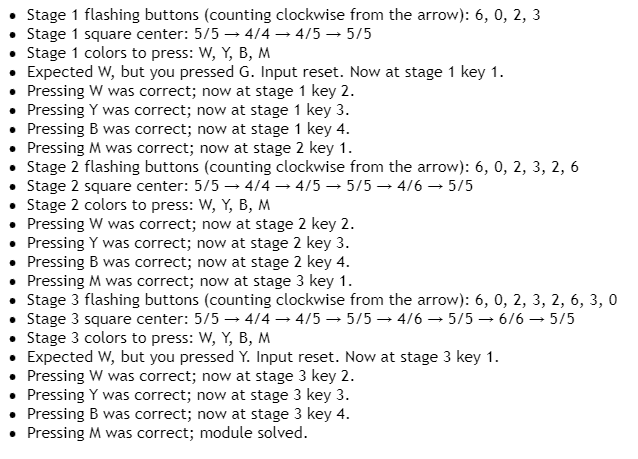 • Stage 1 flashing buttons (counting clockwise from the arrow): 6, 0, 2, 3
• Stage 1 square center: 5/5 → 4/4 → 4/5 → 5/5
• Stage 1 colors to press: W, Y, B, M
• Expected W, but you pressed G. Input reset. Now at stage 1 key 1.
• Pressing W was correct; now at stage 1 key 2.
• Pressing Y was correct; now at stage 1 key 3.
• Pressing B was correct; now at stage 1 key 4.
• Pressing M was correct; now at stage 2 key 1.
• Stage 2 flashing buttons (counting clockwise from the arrow): 6, 0, 2, 3, 2, 6
• Stage 2 square center: 5/5 → 4/4 → 4/5 → 5/5 → 4/6 → 5/5
• Stage 2 colors to press: W, Y, B, M
• Pressing W was correct; now at stage 2 key 2.
• Pressing Y was correct; now at stage 2 key 3.
• Pressing B was correct; now at stage 2 key 4.
• Pressing M was correct; now at stage 3 key 1.
• Stage 3 flashing buttons (counting clockwise from the arrow): 6, 0, 2, 3, 2, 6, 3, 0
• Stage 3 square center: 5/5 → 4/4 → 4/5 → 5/5 → 4/6 → 5/5 → 6/6 → 5/5
• Stage 3 colors to press: W, Y, B, M
• Expected W, but you pressed Y. Input reset. Now at stage 3 key 1.
• Pressing W was correct; now at stage 3 key 2.
• Pressing Y was correct; now at stage 3 key 3.
• Pressing B was correct; now at stage 3 key 4.
• Pressing M was correct; module solved.